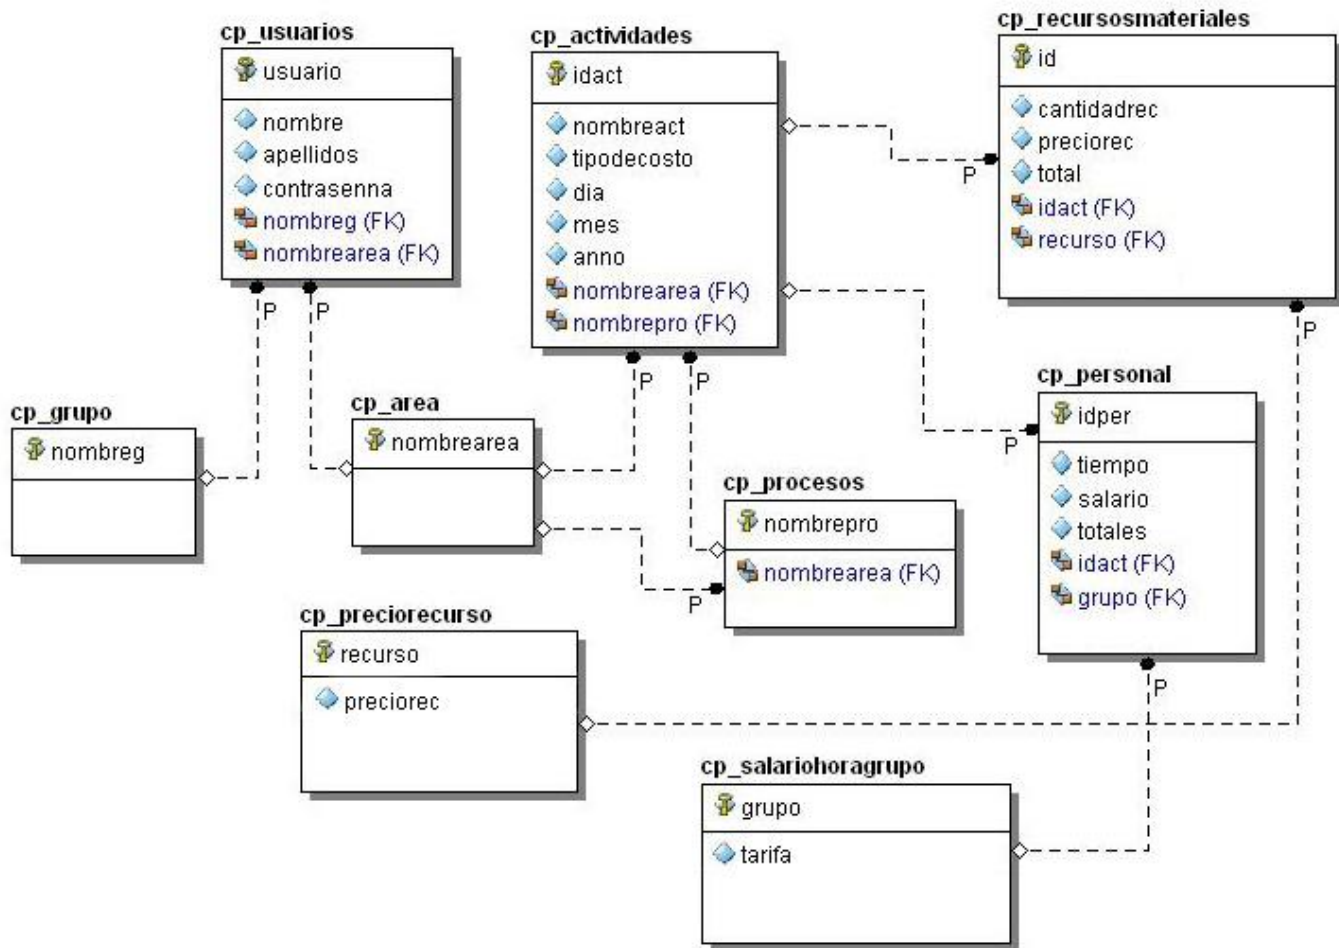 cp_usuarios
usuario
nombre
apellidos
contrasenna
nombreg (FK)
nombrearea (FK)
P
P
cp_actividades
idact
nombreact
tipodecosto
dia
mes
anno
nombrearea (FK)
nombrepro (FK)
P
P
cp_recursosmateriales
id
cantidadrec
preciorec
total
idact (FK)
recurso (FK)
P
P
cp_grupo
nombreg
cp_area
nombrearea
cp_procesos
nombrepro
nombrearea (FK)
P
cp_personal
idper
tiempo
salario
totales
idact (FK)
grupo (FK)
P
P
cp_preciorecurso
recurso
preciorec
cp_salariohoragrupo
grupo
tarifa